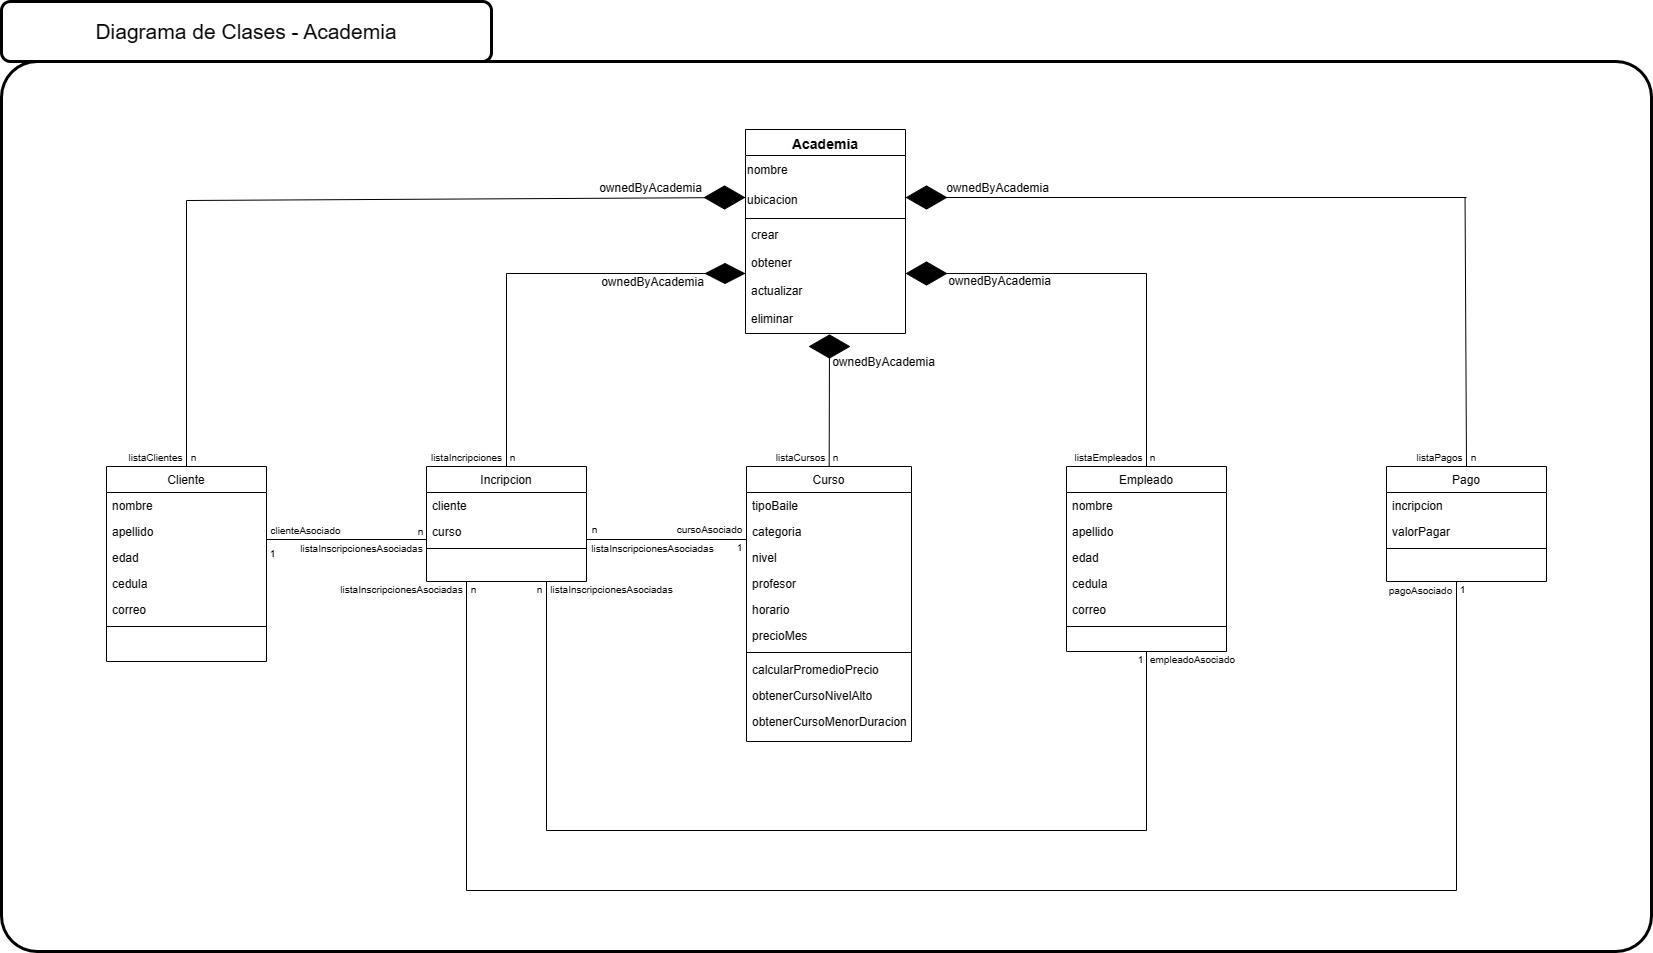 Diagrama de Clases - Academia
Academia
nombre
ubicacion
crear
obtener
actualizar
eliminar
ownedByAcademia
ownedByAcademia
ownedByAcademia
ownedByAcademia
ownedByAcademia
listaClientes n
listaIncripciones n
listaCursos n
listaEmpleados n
listaPagos n
Cliente
nombre
apellido
edad
cedula
correo
clienteAsociado n
1 listaInscripcionesAsociadas
Incripcion
cliente
curso
n cursoAsociado
listaInscripcionesAsociadas 1
listaInscripcionesAsociadas n
n listaInscripcionesAsociadas
Curso
tipoBaile
categoria
nivel
profesor
horario
precioMes
calcularPromedioPrecio
obtenerCursoNivelAlto
obtenerCursoMenorDuracion
Empleado
nombre
apellido
edad
cedula
correo
1 empleadoAsociado
Pago
incripcion
valorPagar
pagoAsociado 1